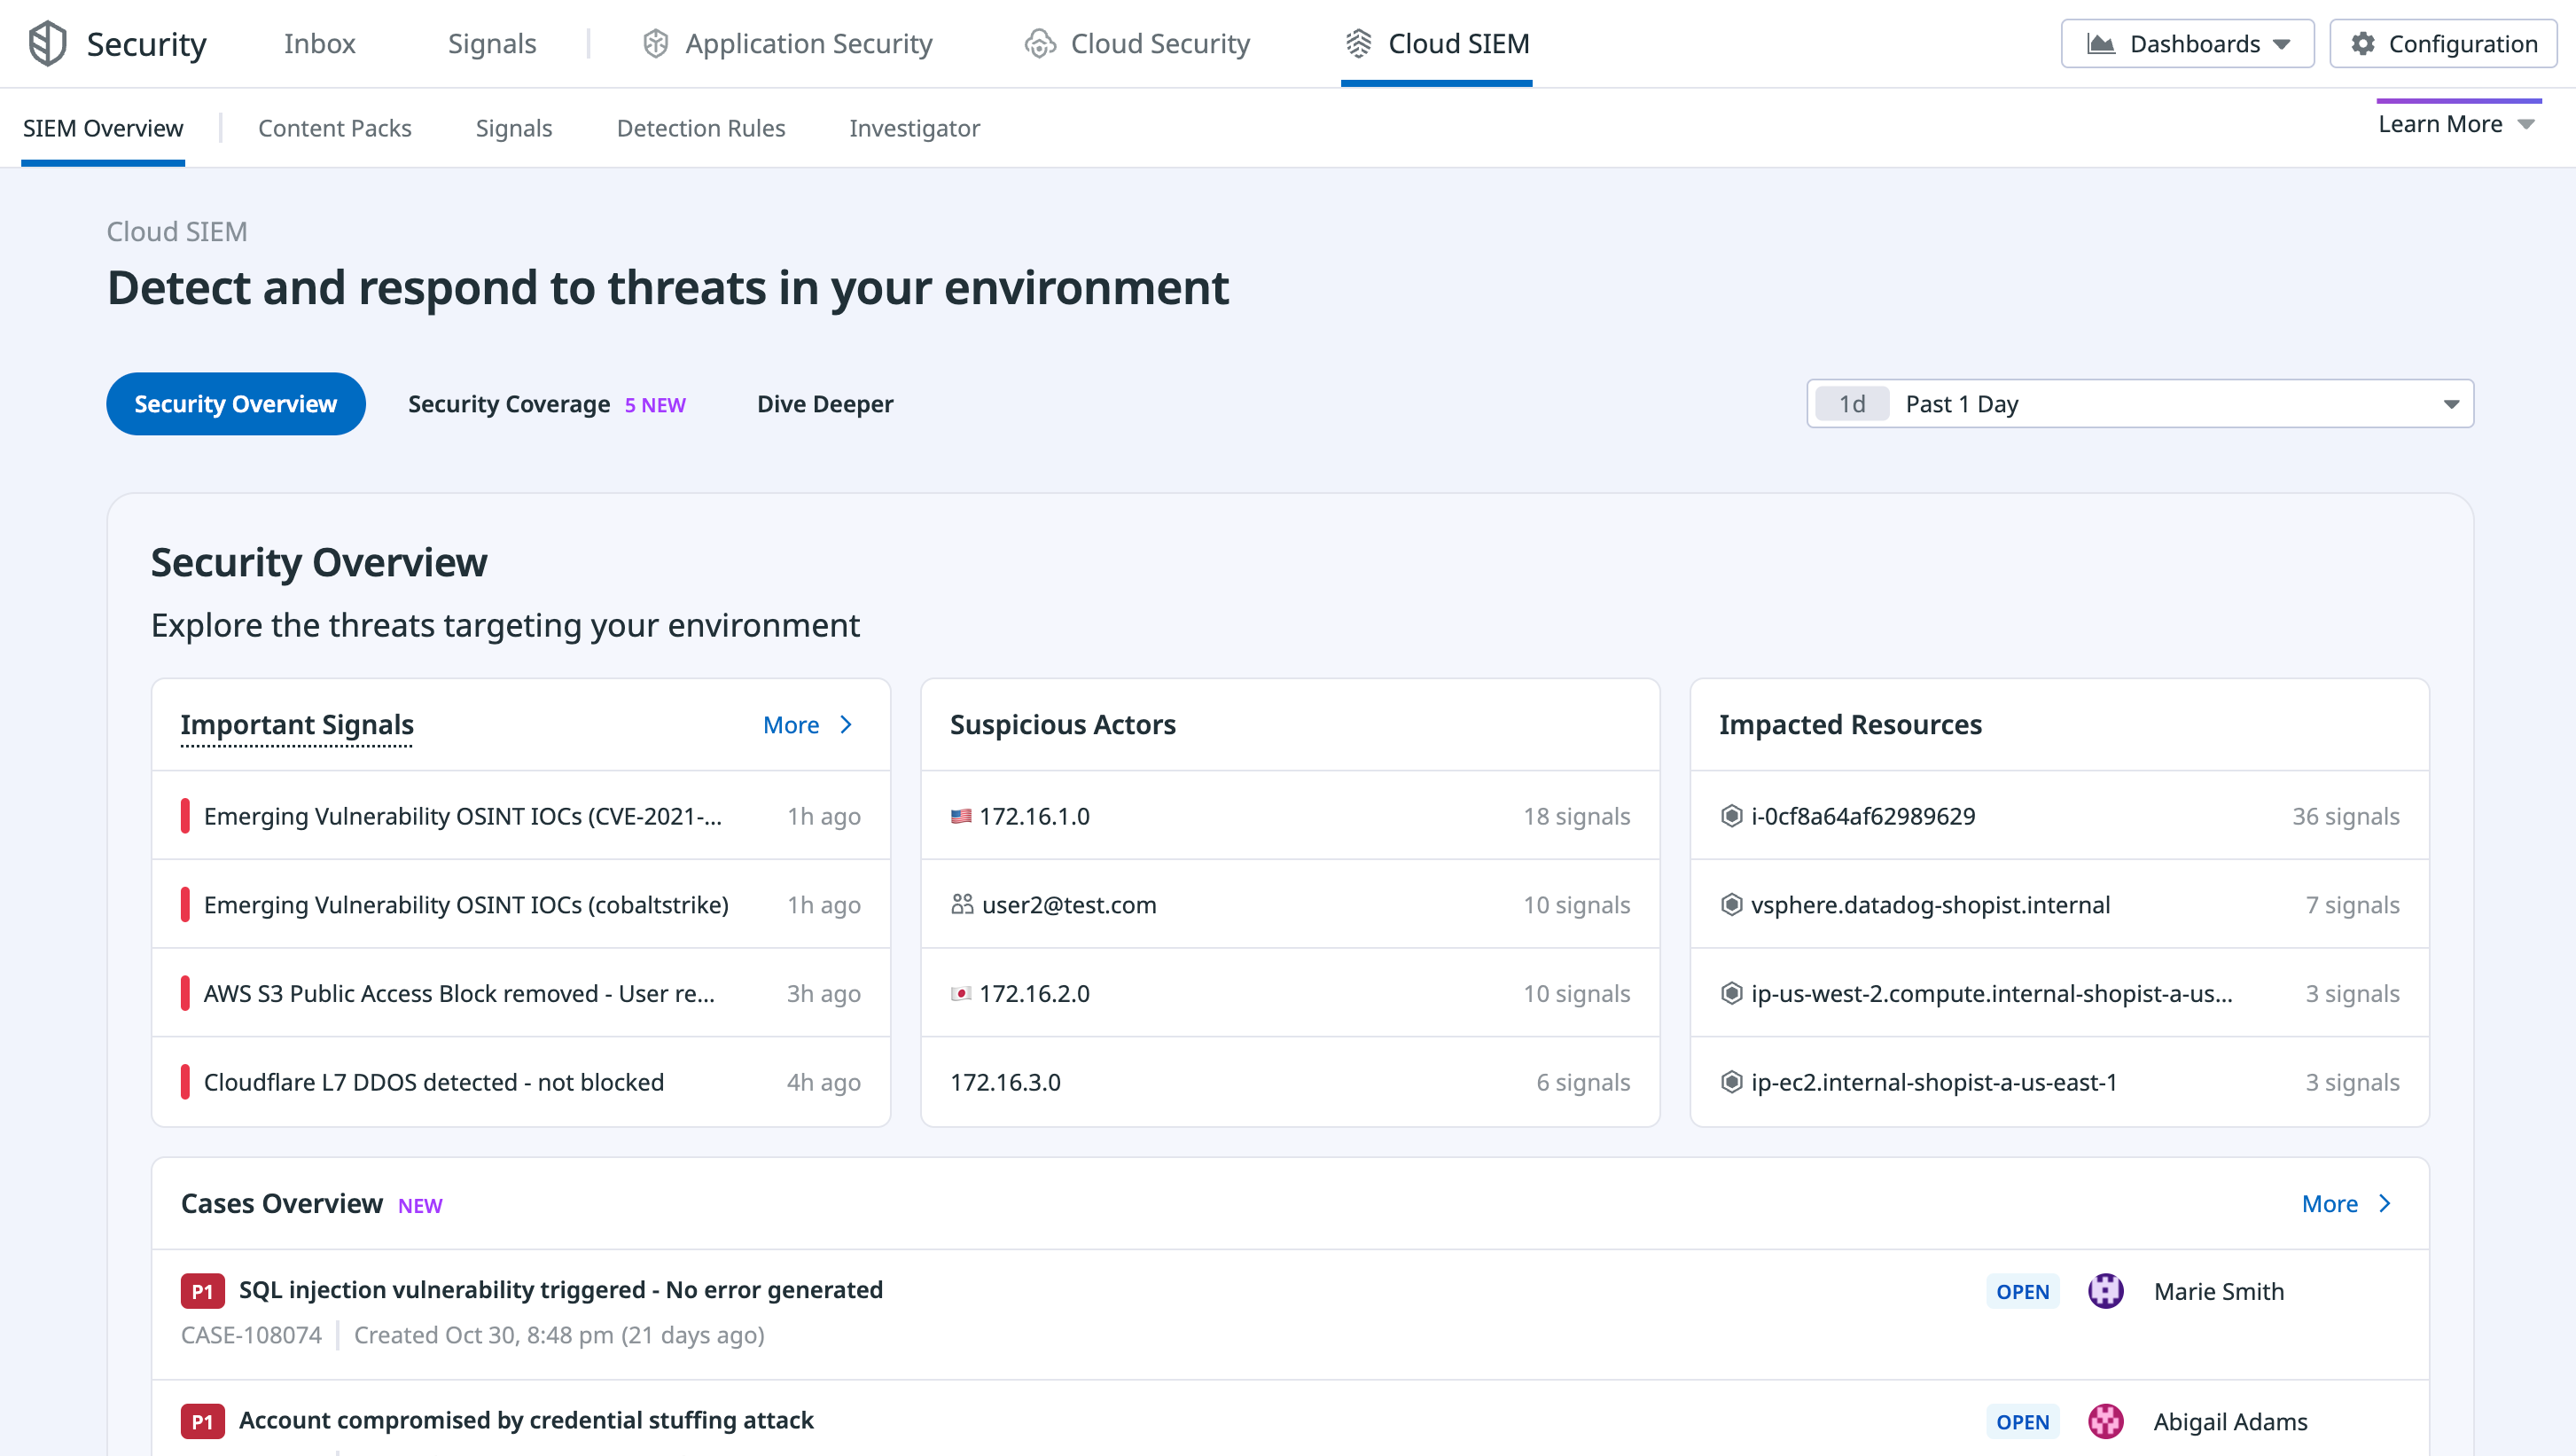 Security
Inbox
Signals
Application Security
Cloud Security
Cloud SIEM
Dashboards
Configuration
SIEM Overview
Content Packs
Signals
Detection Rules
Investigator
Learn More
Cloud SIEM
Detect and respond to threats in your environment
Security Overview
Security Coverage 5 NEW
Dive Deeper
1d Past 1 Day
Security Overview
Explore the threats targeting your environment
Important Signals
More
Emerging Vulnerability OSINT IOCs (CVE-2021-... 1h ago
Emerging Vulnerability OSINT IOCs (cobaltstrike) 1h ago
AWS S3 Public Access Block removed - User re... 3h ago
Cloudflare L7 DDOS detected - not blocked 4h ago
Suspicious Actors
172.16.1.0 18 signals
user2@test.com 10 signals
172.16.2.0 10 signals
172.16.3.0 6 signals
Impacted Resources
i-0cf8a64af62989629 36 signals
vsphere.datadog-shopist.internal 7 signals
ip-us-west-2.compute.internal-shopist-a-us... 3 signals
ip-ec2.internal-shopist-a-us-east-1 3 signals
Cases Overview NEW
More
P1 SQL injection vulnerability triggered - No error generated OPEN Marie Smith
CASE-108074 Created Oct 30, 8:48 pm (21 days ago)
P1 Account compromised by credential stuffing attack OPEN Abigail Adams